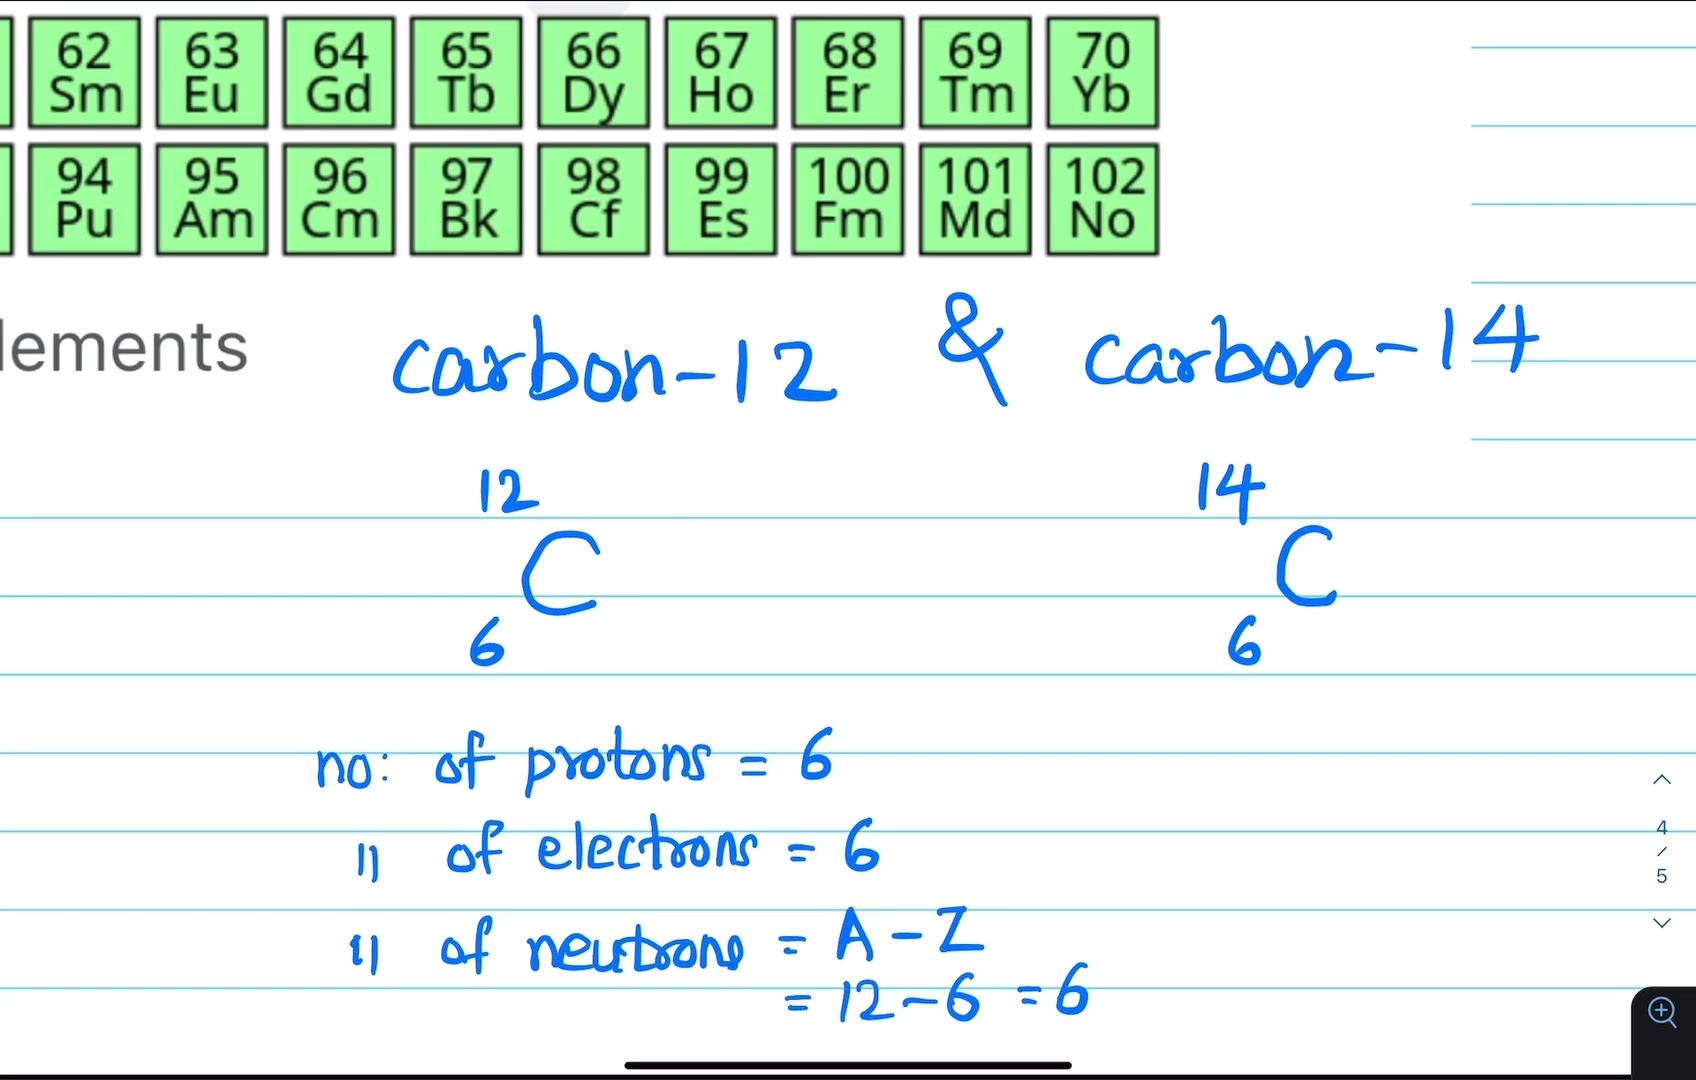 62 63 64 65 66 67 68 69 70
Sm Eu Gd Tb Dy Ho Er Tm Yb
94 95 96 97 98 99 100 101 102
Pu Am Cm Bk Cf Es Fm Md No
lements
carbon-12 & carbon-14
12 14
C C
6 6
no: of protons = 6
11 of electrons = 6
11 of neutrons = A-Z
= 12-6 = 6
4
/
5